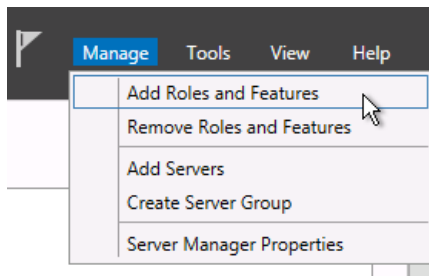 Manage Tools View Help
Add Roles and Features
Remove Roles and Features
Add Servers
Create Server Group
Server Manager Properties